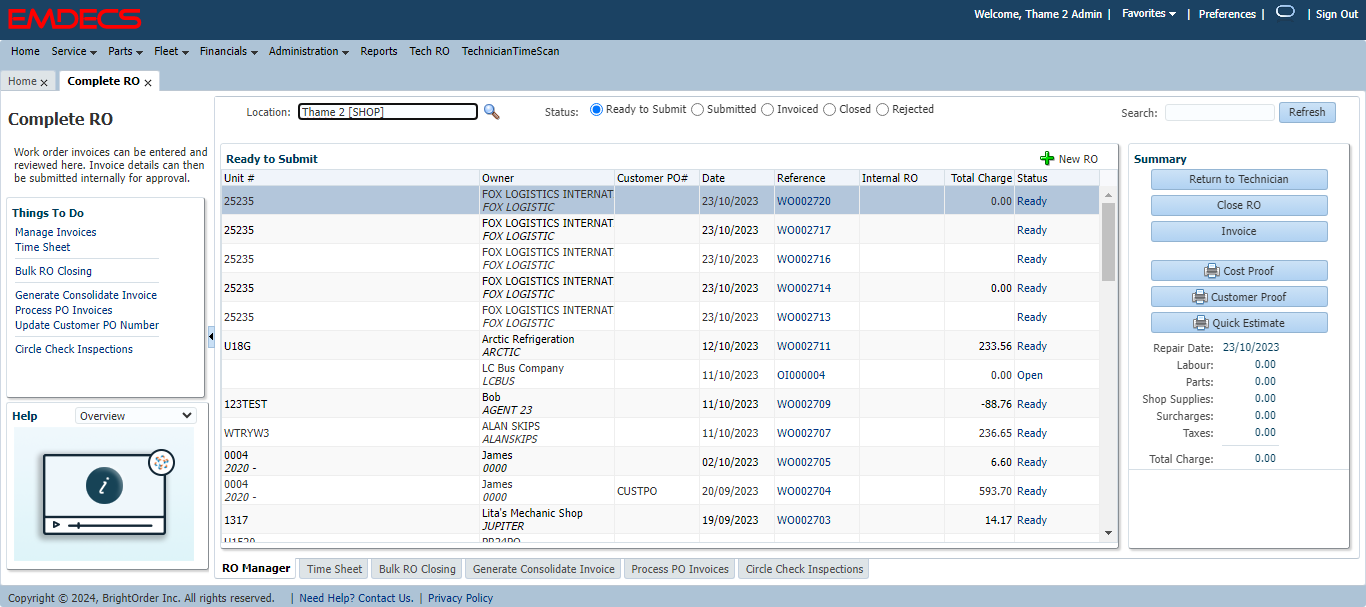 EMDECS
Welcome, Thame 2 Admin | Favorites | Preferences | | Sign Out
Home Service Parts Fleet Financials Administration Reports Tech RO TechnicianTimeScan
Home x Complete RO x
Complete RO
Work order invoices can be entered and
reviewed here. Invoice details can then
be submitted internally for approval.
Things To Do
Manage Invoices
Time Sheet
Bulk RO Closing
Generate Consolidate Invoice
Process PO Invoices
Update Customer PO Number
Circle Check Inspections
Help Overview
i
Location: Thame 2 [SHOP] Status: Ready to Submit Submitted Invoiced Closed Rejected Search: Refresh
Ready to Submit New RO
Unit # Owner Customer PO# Date Reference Internal RO Total Charge Status
25235 FOX LOGISTICS INTERNAT 23/10/2023 WO002720 0.00 Ready
FOX LOGISTIC
25235 FOX LOGISTICS INTERNAT 23/10/2023 WO002717 Ready
FOX LOGISTIC
25235 FOX LOGISTICS INTERNAT 23/10/2023 WO002716 Ready
FOX LOGISTIC
25235 FOX LOGISTICS INTERNAT 23/10/2023 WO002714 0.00 Ready
FOX LOGISTIC
25235 FOX LOGISTICS INTERNAT 23/10/2023 WO002713 Ready
FOX LOGISTIC
U18G Arctic Refrigeration 12/10/2023 WO002711 233.56 Ready
ARCTIC
LC Bus Company 11/10/2023 OI000004 0.00 Open
LCBUS
123TEST Bob 11/10/2023 WO002709 -88.76 Ready
AGENT 23
WTRYW3 ALAN SKIPS 11/10/2023 WO002707 236.65 Ready
ALANSKIPS
0004 James 02/10/2023 WO002705 6.60 Ready
2020 - 0000
0004 James CUSTPO 20/09/2023 WO002704 593.70 Ready
2020 - 0000
1317 Lita's Mechanic Shop 19/09/2023 WO002703 14.17 Ready
JUPITER
Summary
Return to Technician
Close RO
Invoice
Cost Proof
Customer Proof
Quick Estimate
Repair Date: 23/10/2023
Labour: 0.00
Parts: 0.00
Shop Supplies: 0.00
Surcharges: 0.00
Taxes: 0.00
Total Charge: 0.00
RO Manager Time Sheet Bulk RO Closing Generate Consolidate Invoice Process PO Invoices Circle Check Inspections
Copyright © 2024, BrightOrder Inc. All rights reserved. | Need Help? Contact Us. | Privacy Policy